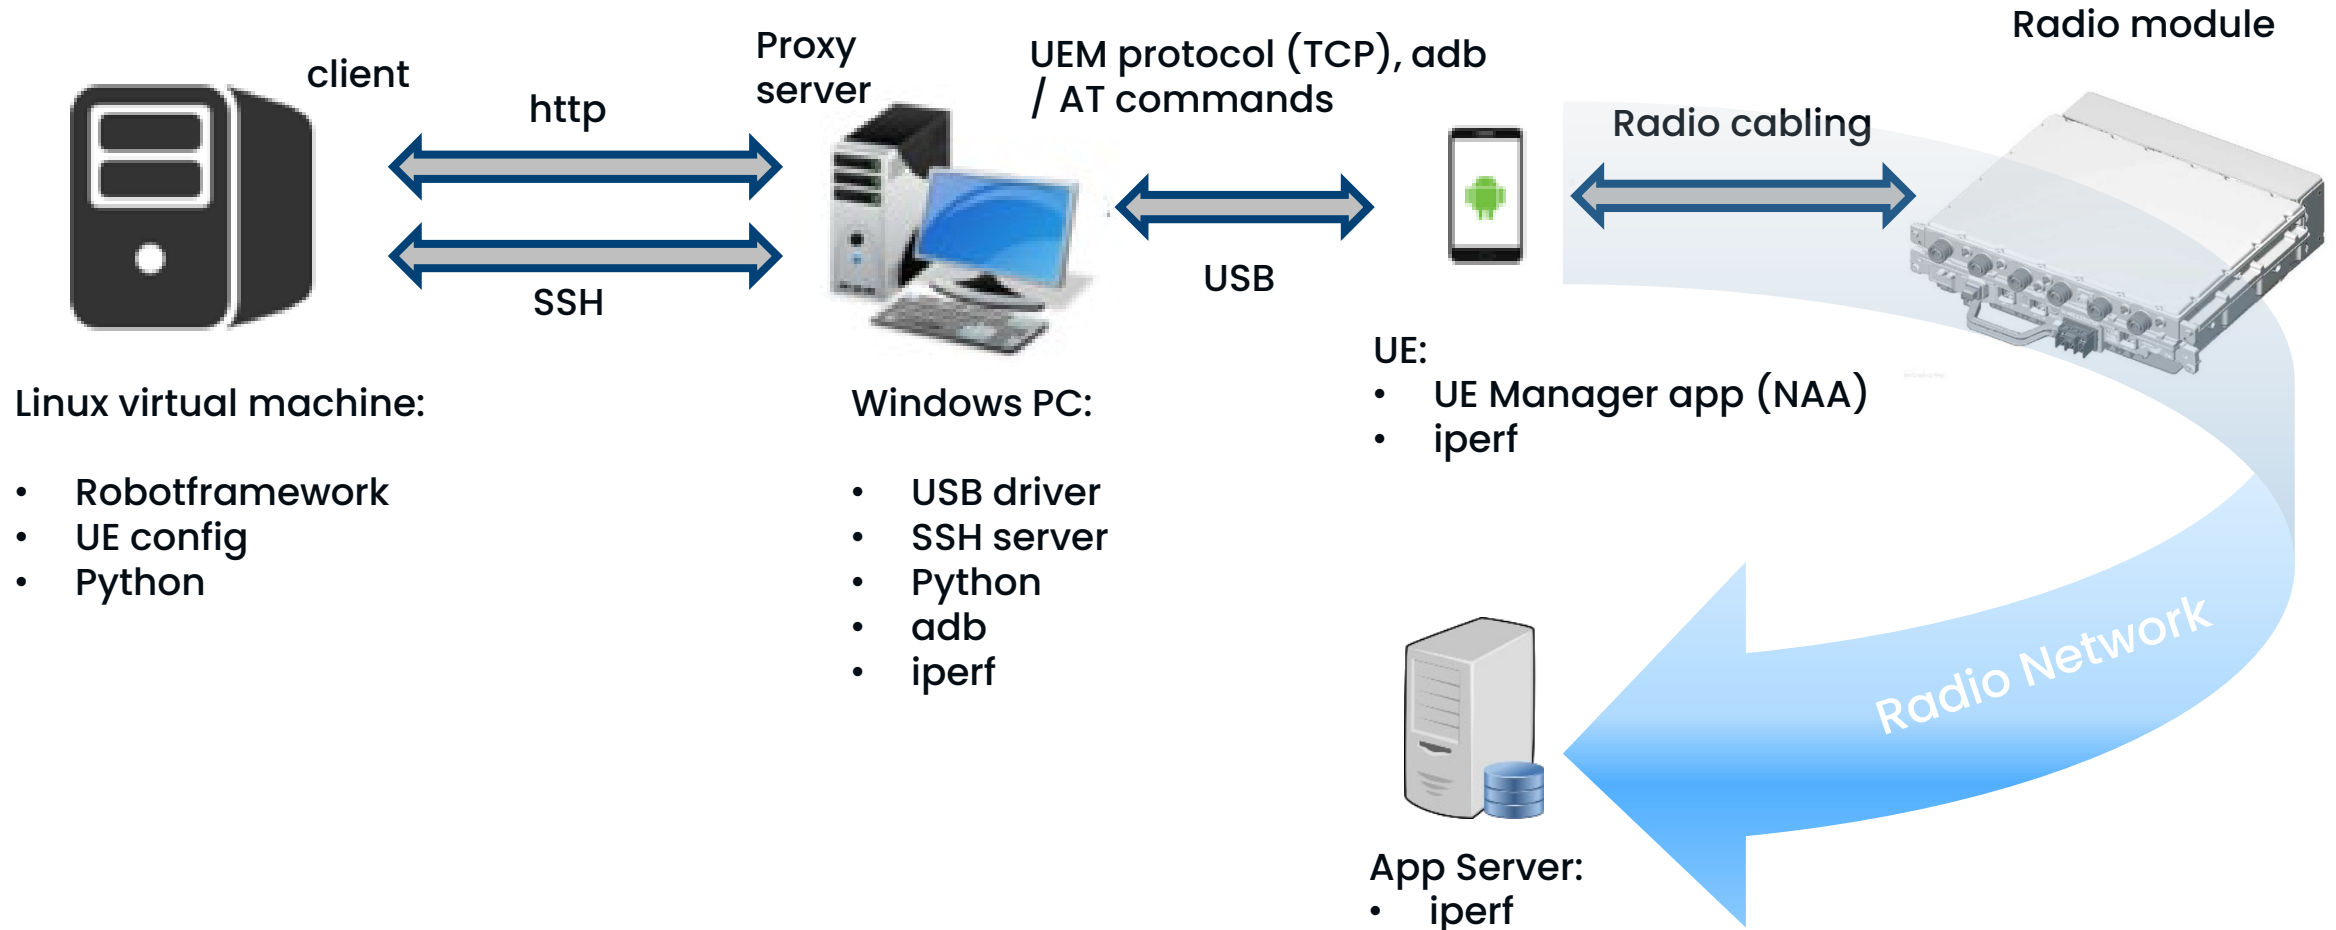 Radio module
client
Proxy
server
UEM protocol (TCP), adb
/ AT commands
http
Radio cabling
SSH
USB
Linux virtual machine:
• Robotframework
• UE config
• Python
Windows PC:
• USB driver
• SSH server
• Python
• adb
• iperf
UE:
• UE Manager app (NAA)
• iperf
Radio Network
App Server:
• iperf